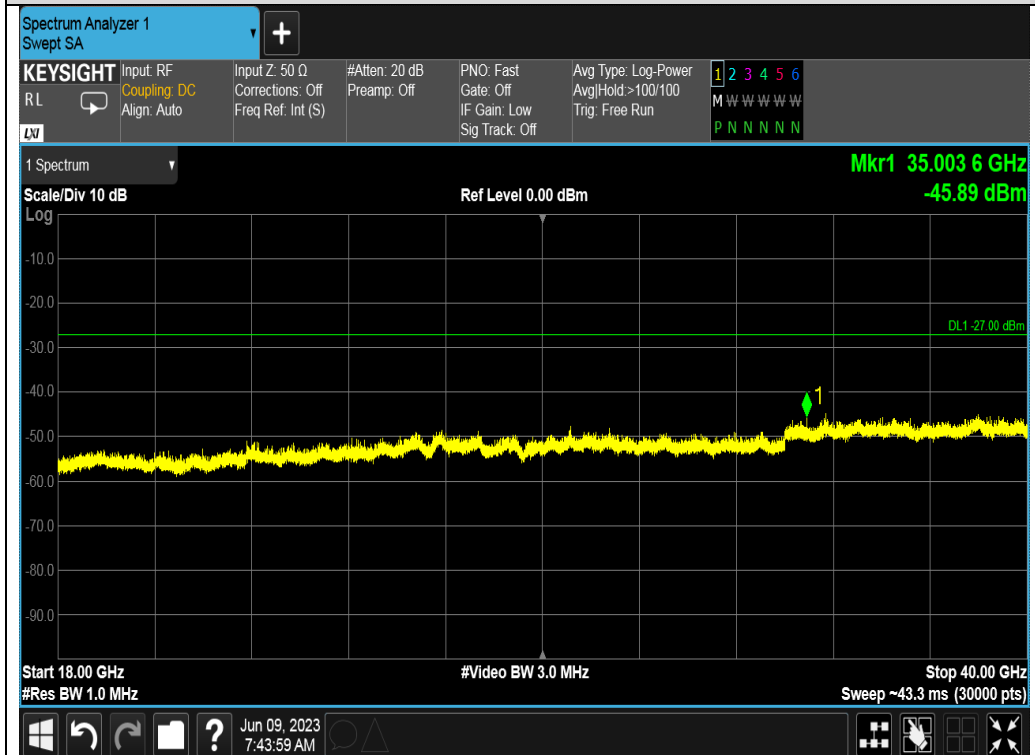 Spectrum Analyzer 1
Swept SA
+
KEYSIGHT
R L
LXI
Input: RF
Coupling: DC
Align: Auto
Input Z: 50 Ω
Corrections: Off
Freq Ref: Int (S)
#Atten: 20 dB
Preamp: Off
PNO: Fast
Gate: Off
IF Gain: Low
Sig Track: Off
Avg Type: Log-Power
Avg|Hold:>100/100
Trig: Free Run
1 2 3 4 5 6
M W W W W W
P N N N N N
1 Spectrum
Mkr1 35.003 6 GHz
-45.89 dBm
Scale/Div 10 dB
Ref Level 0.00 dBm
Log
-10.0
-20.0
DL1 -27.00 dBm
-30.0
-40.0
1
-50.0
-60.0
-70.0
-80.0
-90.0
Start 18.00 GHz
#Video BW 3.0 MHz
Stop 40.00 GHz
#Res BW 1.0 MHz
Sweep ~43.3 ms (30000 pts)
?
Jun 09, 2023
7:43:59 AM